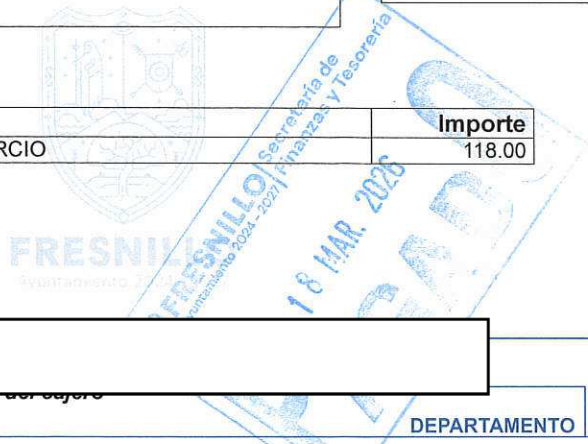 Importe
RCIO 118.00
FRESNILLO | Secretaría de
Ayuntamiento 2024 - 2027 | Finanzas y Tesorería
18 MAR. 2026
PAGADO
FRESNILLO
Ayuntamiento
del cajero
DEPARTAMENTO